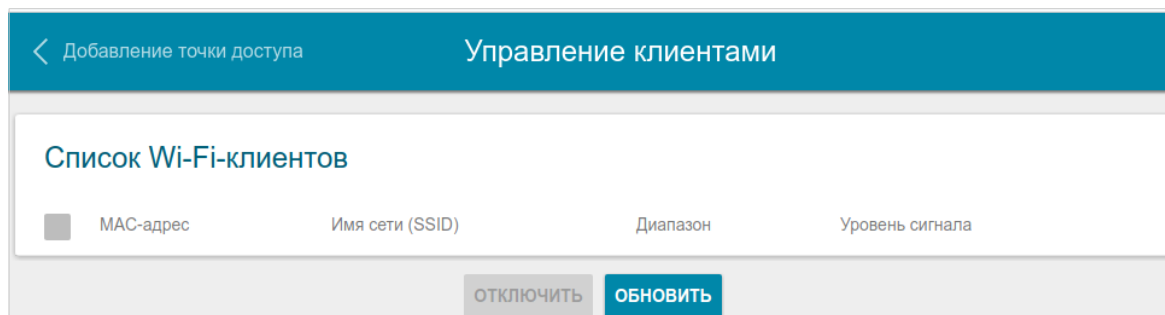 Добавление точки доступа Управление клиентами
Список Wi-Fi-клиентов
MAC-адрес Имя сети (SSID) Диапазон Уровень сигнала
ОТКЛЮЧИТЬ ОБНОВИТЬ